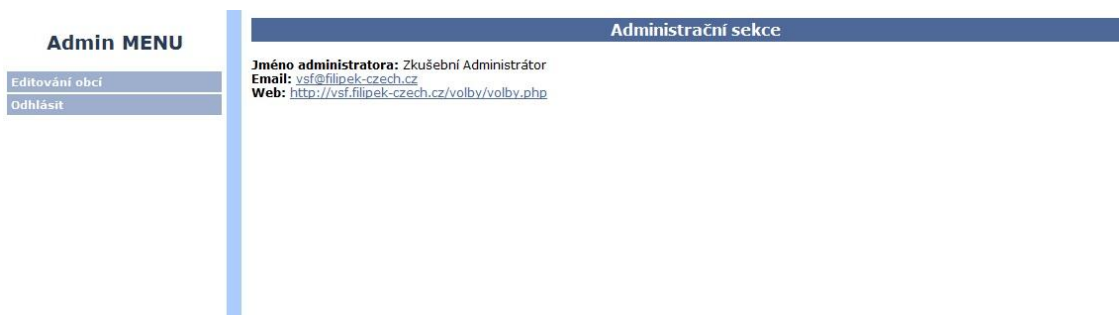 Admin MENU
Editování obcí
Odhlásit
Administrační sekce
Jméno administratora: Zkušební Administrátor
Email: vsf@filipek-czech.cz
Web: http://vsf.filipek-czech.cz/volby/volby.php